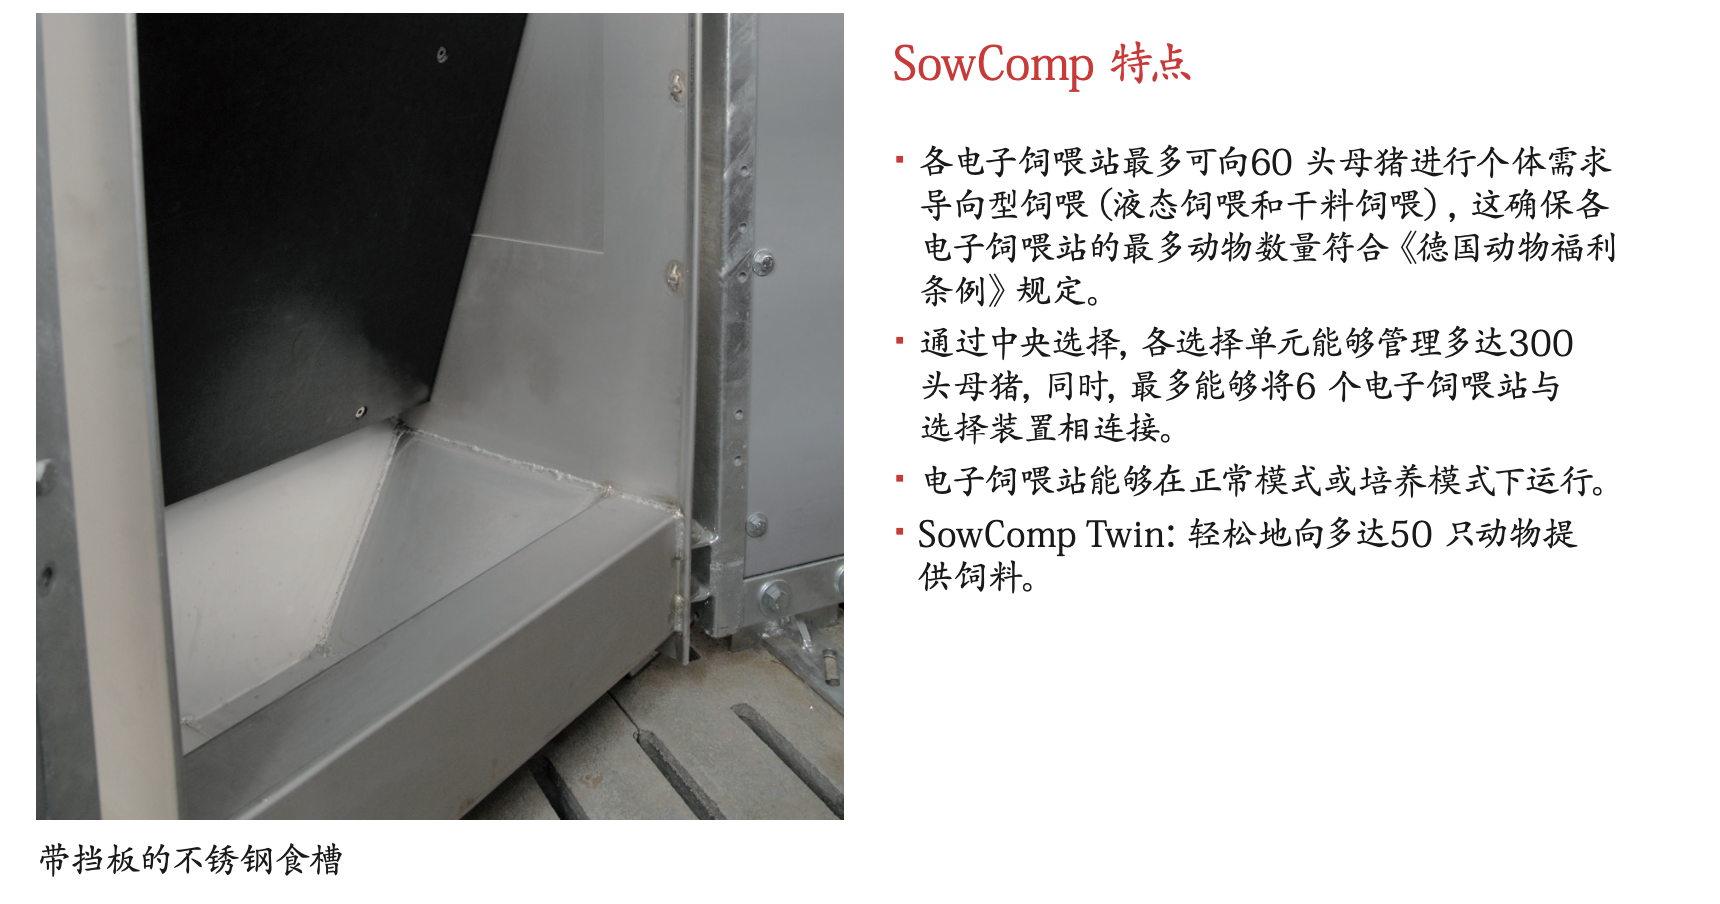 SowComp 特点
▪ 各电子饲喂站最多可向60 头母猪进行个体需求
导向型饲喂（液态饲喂和干料饲喂），这确保各
电子饲喂站的最多动物数量符合《德国动物福利
条例》规定。
▪ 通过中央选择，各选择单元能够管理多达300
头母猪，同时，最多能够将6 个电子饲喂站与
选择装置相连接。
▪ 电子饲喂站能够在正常模式或培养模式下运行。
▪ SowComp Twin: 轻松地向多达50 只动物提
供饲料。
带挡板的不锈钢食槽